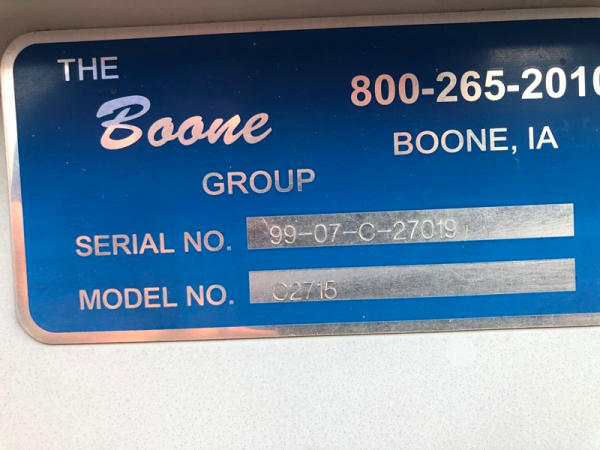 THE
Boone
GROUP
800-265-2010
BOONE, IA
SERIAL NO. 99-07-C-27019
MODEL NO. C2715